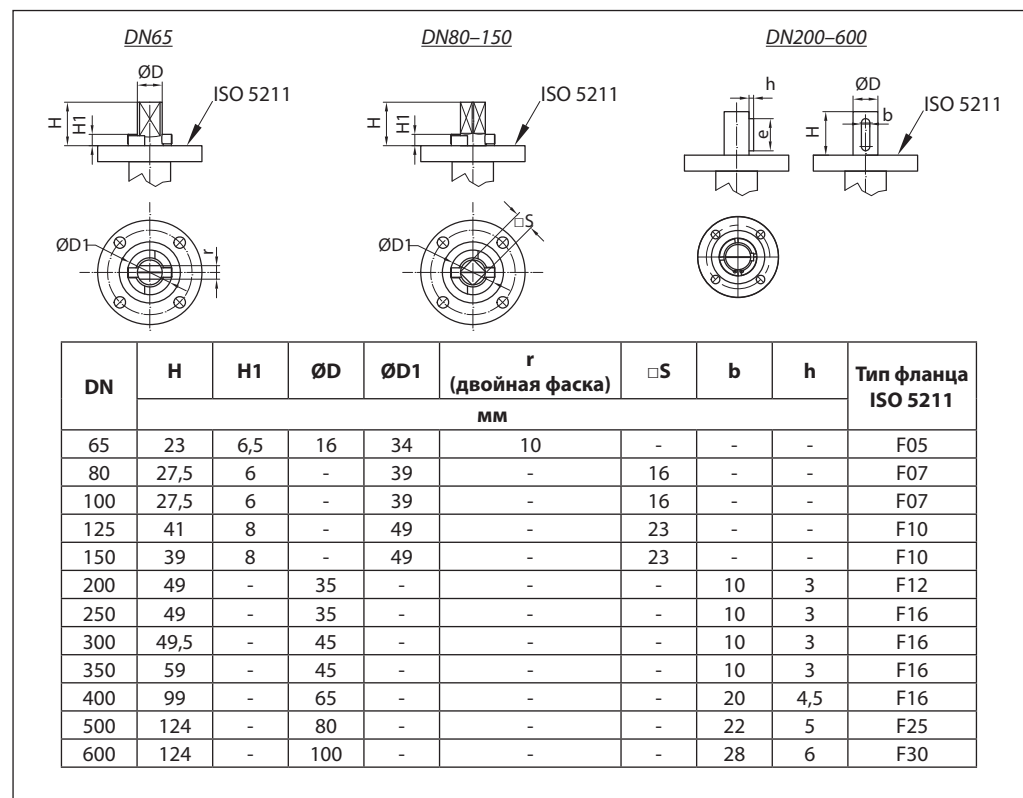 DN65 DN80–150 DN200–600
ØD
H
H1
ISO 5211
H
H1
ISO 5211
h
e
ØD
H
b
ISO 5211
ØD1
r
ØD1
□S
DN H H1 ØD ØD1 r (двойная фаска) □S b h Тип фланца ISO 5211
мм
65 23 6,5 16 34 10 - - - F05
80 27,5 6 - 39 - 16 - - F07
100 27,5 6 - 39 - 16 - - F07
125 41 8 - 49 - 23 - - F10
150 39 8 - 49 - 23 - - F10
200 49 - 35 - - - 10 3 F12
250 49 - 35 - - - 10 3 F16
300 49,5 - 45 - - - 10 3 F16
350 59 - 45 - - - 10 3 F16
400 99 - 65 - - - 20 4,5 F16
500 124 - 80 - - - 22 5 F25
600 124 - 100 - - - 28 6 F30